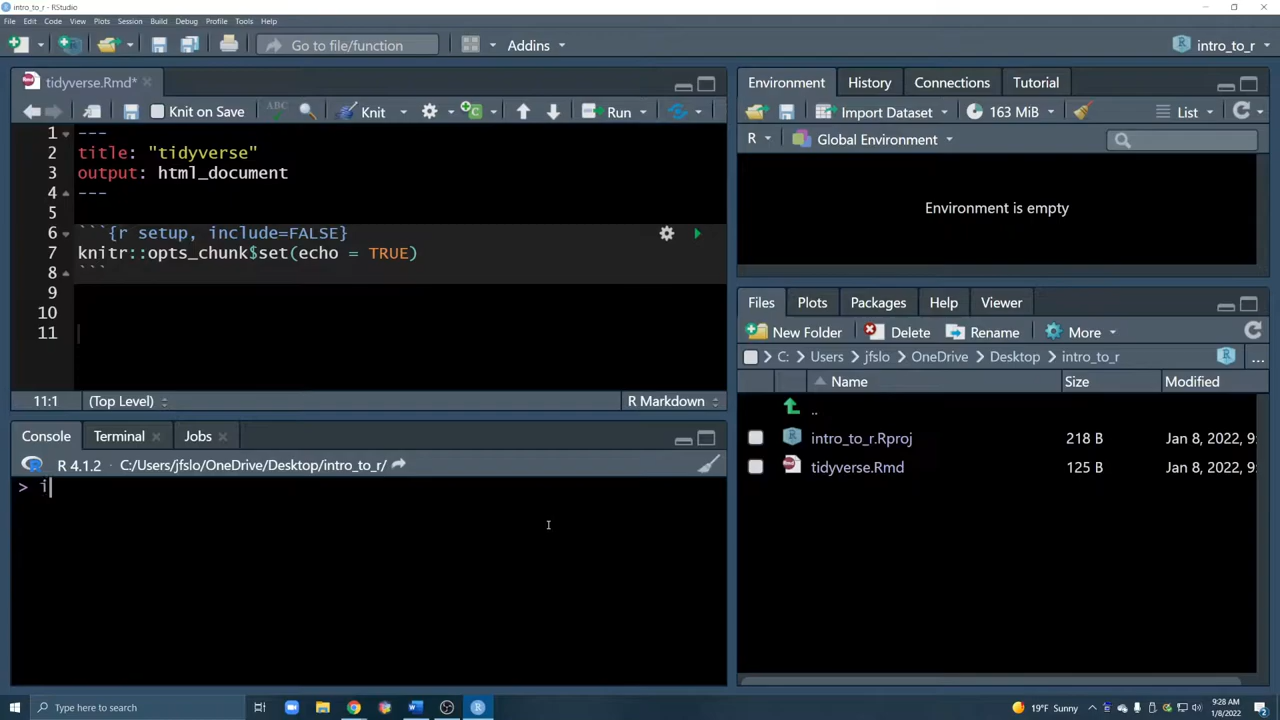 intro_to_r - RStudio
File Edit Code View Plots Session Build Debug Profile Tools Help
Go to file/function Addins intro_to_r
tidyverse.Rmd*
Knit on Save ABC Knit Run
1 ---
2 title: "tidyverse"
3 output: html_document
4 ---
5
6 ```{r setup, include=FALSE}
7 knitr::opts_chunk$set(echo = TRUE)
8 ```
9
10
11
11:1 (Top Level) R Markdown
Console Terminal Jobs
R 4.1.2 · C:/Users/jfslo/OneDrive/Desktop/intro_to_r/
> i
Environment History Connections Tutorial
Import Dataset 163 MiB List
R Global Environment
Environment is empty
Files Plots Packages Help Viewer
New Folder Delete Rename More
C: Users jfslo OneDrive Desktop intro_to_r ...
Name Size Modified
..
intro_to_r.Rproj 218 B Jan 8, 2022, 9:
tidyverse.Rmd 125 B Jan 8, 2022, 9:
Type here to search
19°F Sunny
9:28 AM
1/8/2022
2